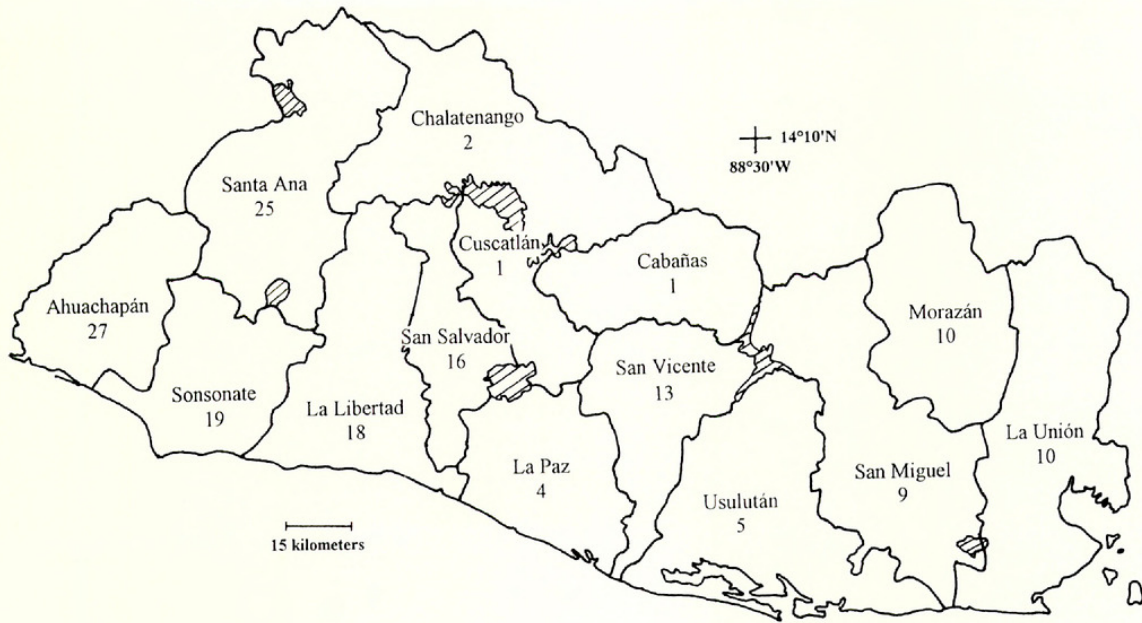 Chalatenango
2
14°10'N
88°30'W
Santa Ana
25
Cuscatlán
1
Cabañas
1
Ahuachapán
27
San Salvador
16
Morazán
10
San Vicente
13
Sonsonate
19
La Libertad
18
La Unión
10
La Paz
4
San Miguel
9
Usulután
5
15 kilometers